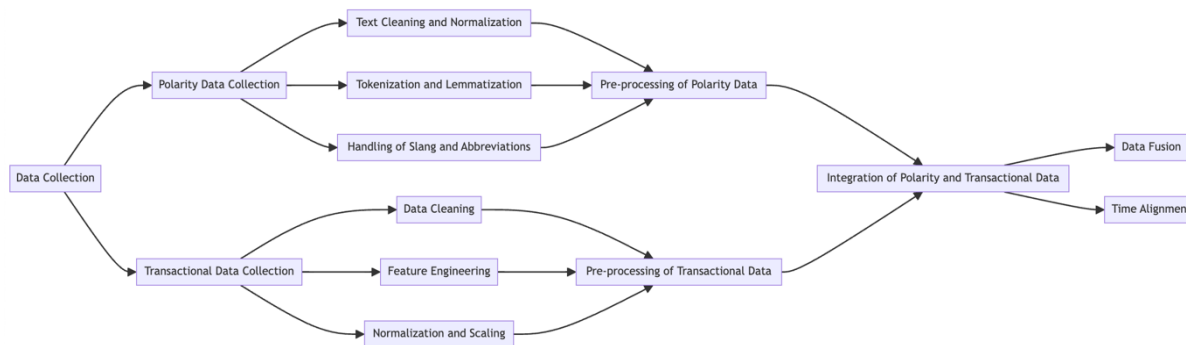 Text Cleaning and Normalization
Polarity Data Collection
Tokenization and Lemmatization
Pre-processing of Polarity Data
Handling of Slang and Abbreviations
Data Collection
Integration of Polarity and Transactional Data
Data Fusion
Time Alignment
Data Cleaning
Transactional Data Collection
Feature Engineering
Pre-processing of Transactional Data
Normalization and Scaling